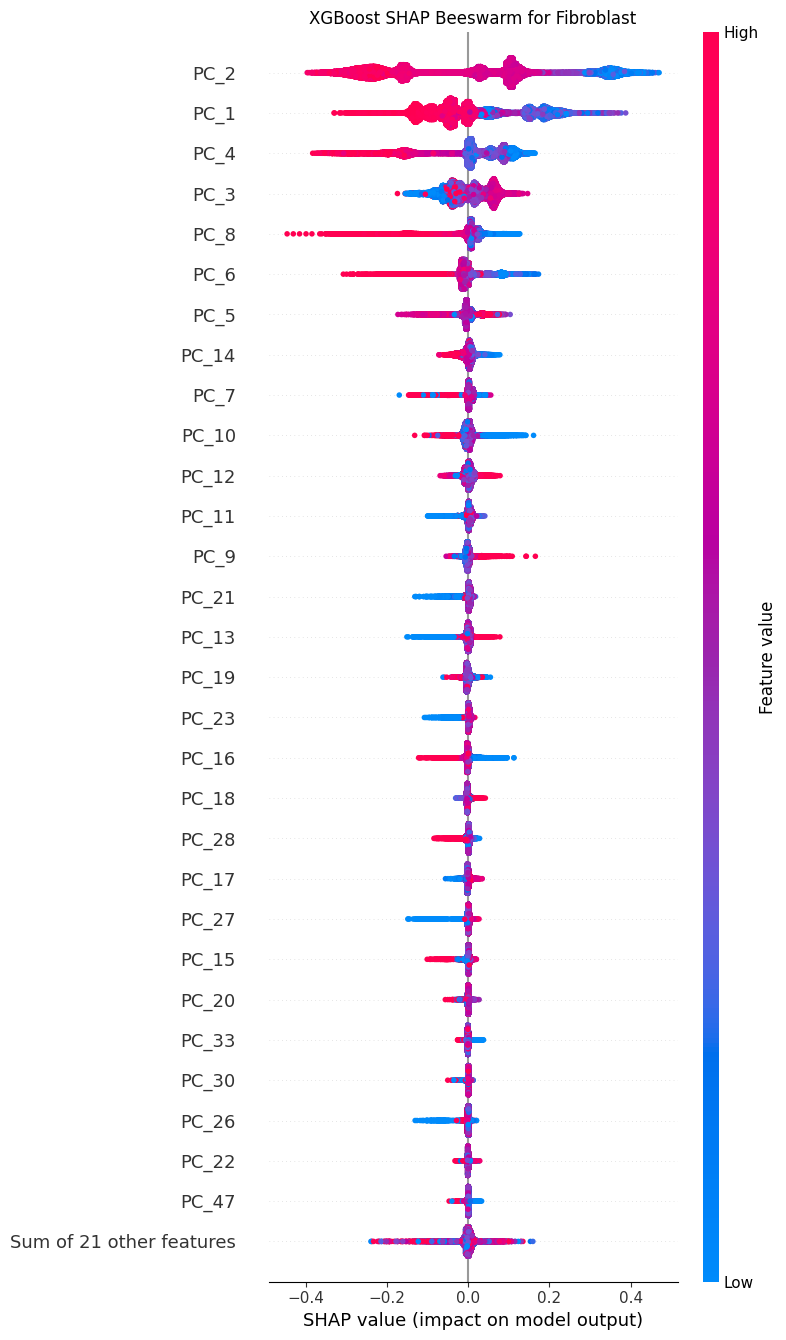 XGBoost SHAP Beeswarm for Fibroblast
High
PC_2
PC_1
PC_4
PC_3
PC_8
PC_6
PC_5
PC_14
PC_7
PC_10
PC_12
PC_11
PC_9
PC_21
PC_13
PC_19
PC_23
PC_16
PC_18
PC_28
PC_17
PC_27
PC_15
PC_20
PC_33
PC_30
PC_26
PC_22
PC_47
Sum of 21 other features
Feature value
Low
−0.4 −0.2 0.0 0.2 0.4
SHAP value (impact on model output)